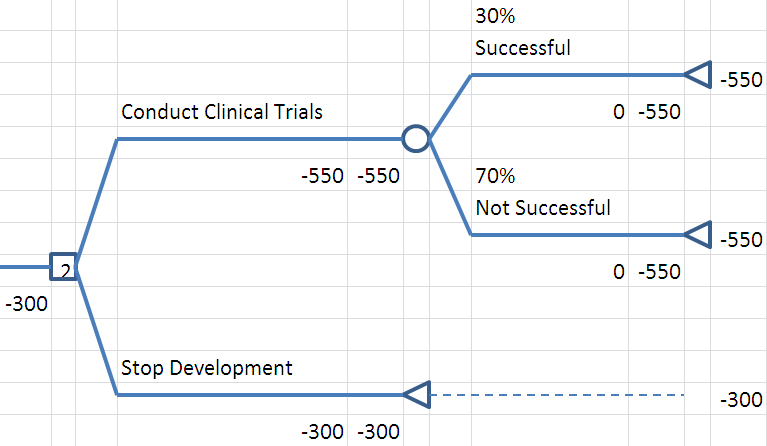 30%
Successful
-550
Conduct Clinical Trials
0 -550
-550 -550
70%
Not Successful
-550
2
0 -550
-300
Stop Development
-300
-300 -300